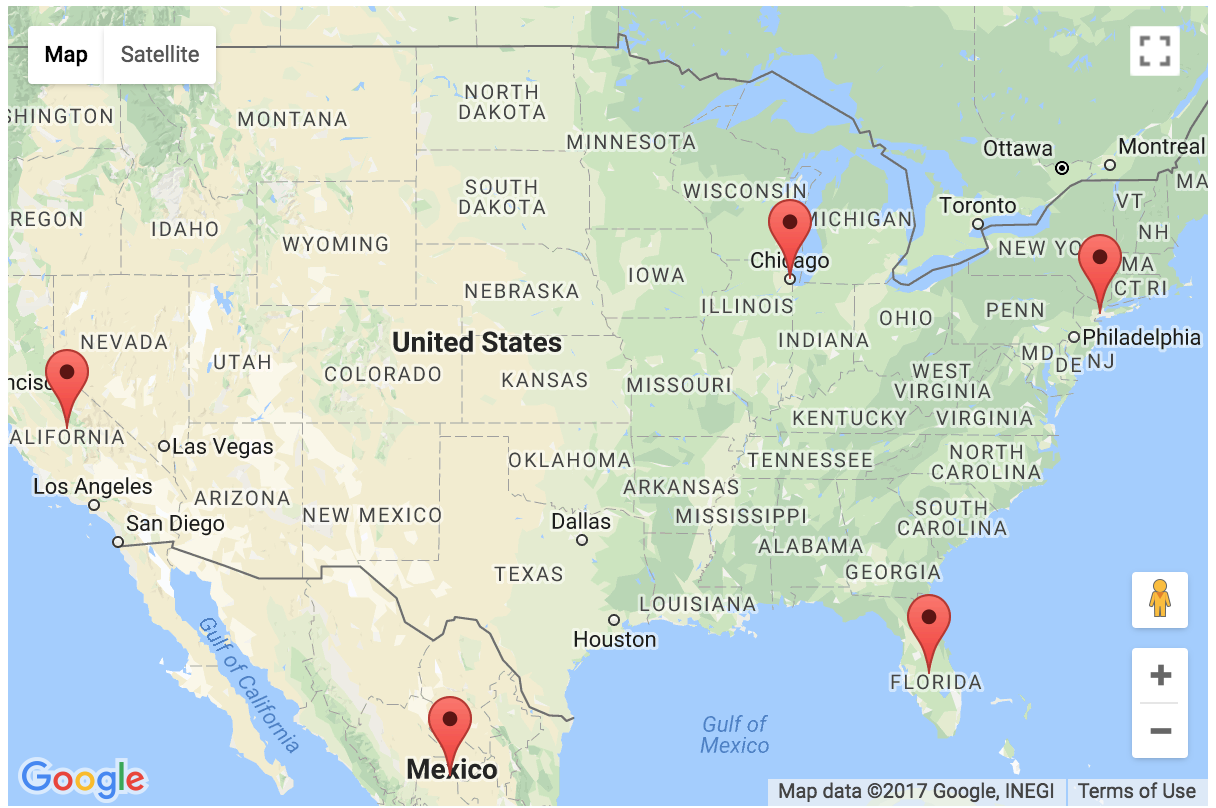 Map
Satellite
SHINGTON
MONTANA
NORTH
DAKOTA
MINNESOTA
Ottawa
Montreal
MA
REGON
IDAHO
WYOMING
SOUTH
DAKOTA
WISCONSIN
MICHIGAN
Toronto
VT
NH
NEW YO
MA
CT RI
Chicago
IOWA
NEBRASKA
ILLINOIS
INDIANA
OHIO
PENN
Philadelphia
MD
DE
NJ
NEVADA
UTAH
United States
COLORADO
KANSAS
MISSOURI
WEST
VIRGINIA
KENTUCKY
VIRGINIA
ncisc
ALIFORNIA
Las Vegas
OKLAHOMA
TENNESSEE
NORTH
CAROLINA
Los Angeles
ARIZONA
NEW MEXICO
ARKANSAS
MISSISSIPPI
SOUTH
CAROLINA
San Diego
Dallas
ALABAMA
GEORGIA
TEXAS
LOUISIANA
Houston
Gulf of California
FLORIDA
Gulf of
Mexico
Mexico
Google
Map data ©2017 Google, INEGI
Terms of Use